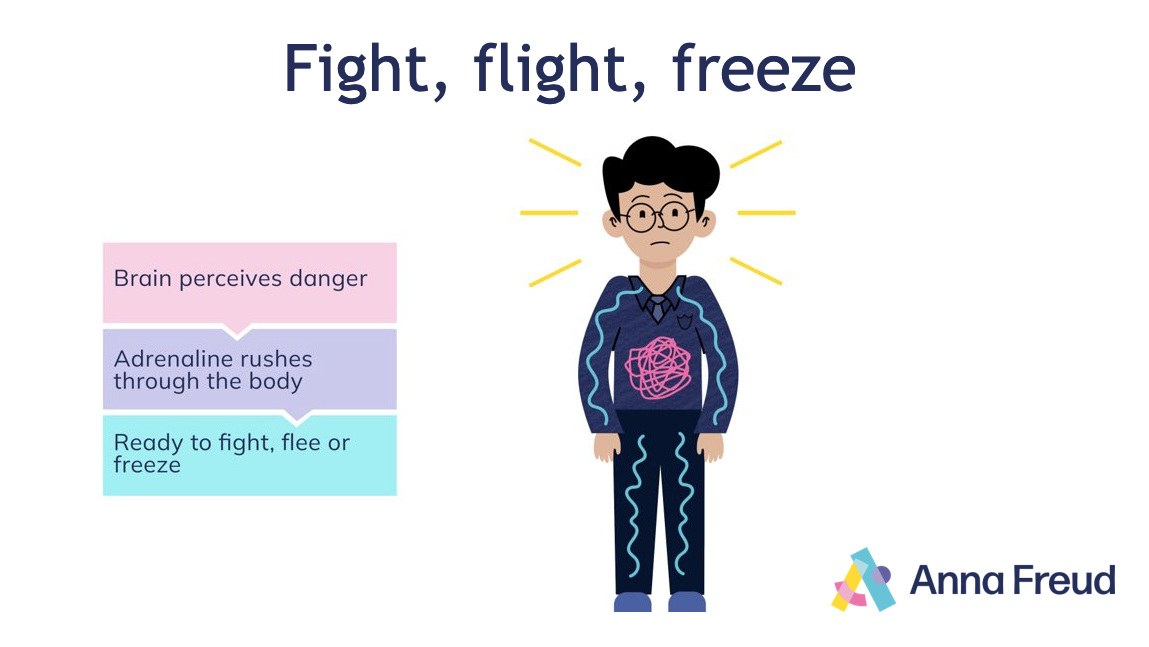 Fight, flight, freeze
Brain perceives danger
Adrenaline rushes
through the body
Ready to fight, flee or
freeze
Anna Freud